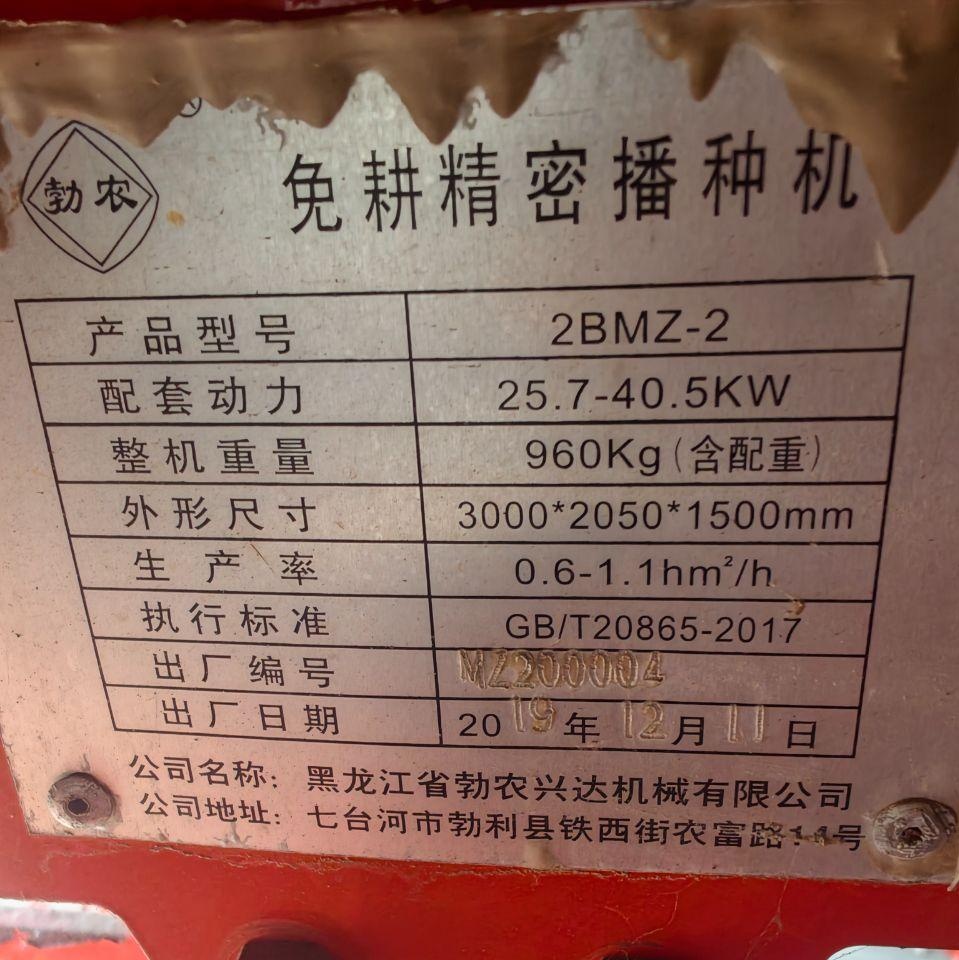 勃农
免耕精密播种机
产品型号 2BMZ-2
配套动力 25.7-40.5KW
整机重量 960Kg(含配重)
外形尺寸 3000*2050*1500mm
生产率 0.6-1.1hm²/h
执行标准 GB/T20865-2017
出厂编号 MZ200004
出厂日期 2019年12月11日
公司名称: 黑龙江省勃农兴达机械有限公司
公司地址: 七台河市勃利县铁西街农富路11号